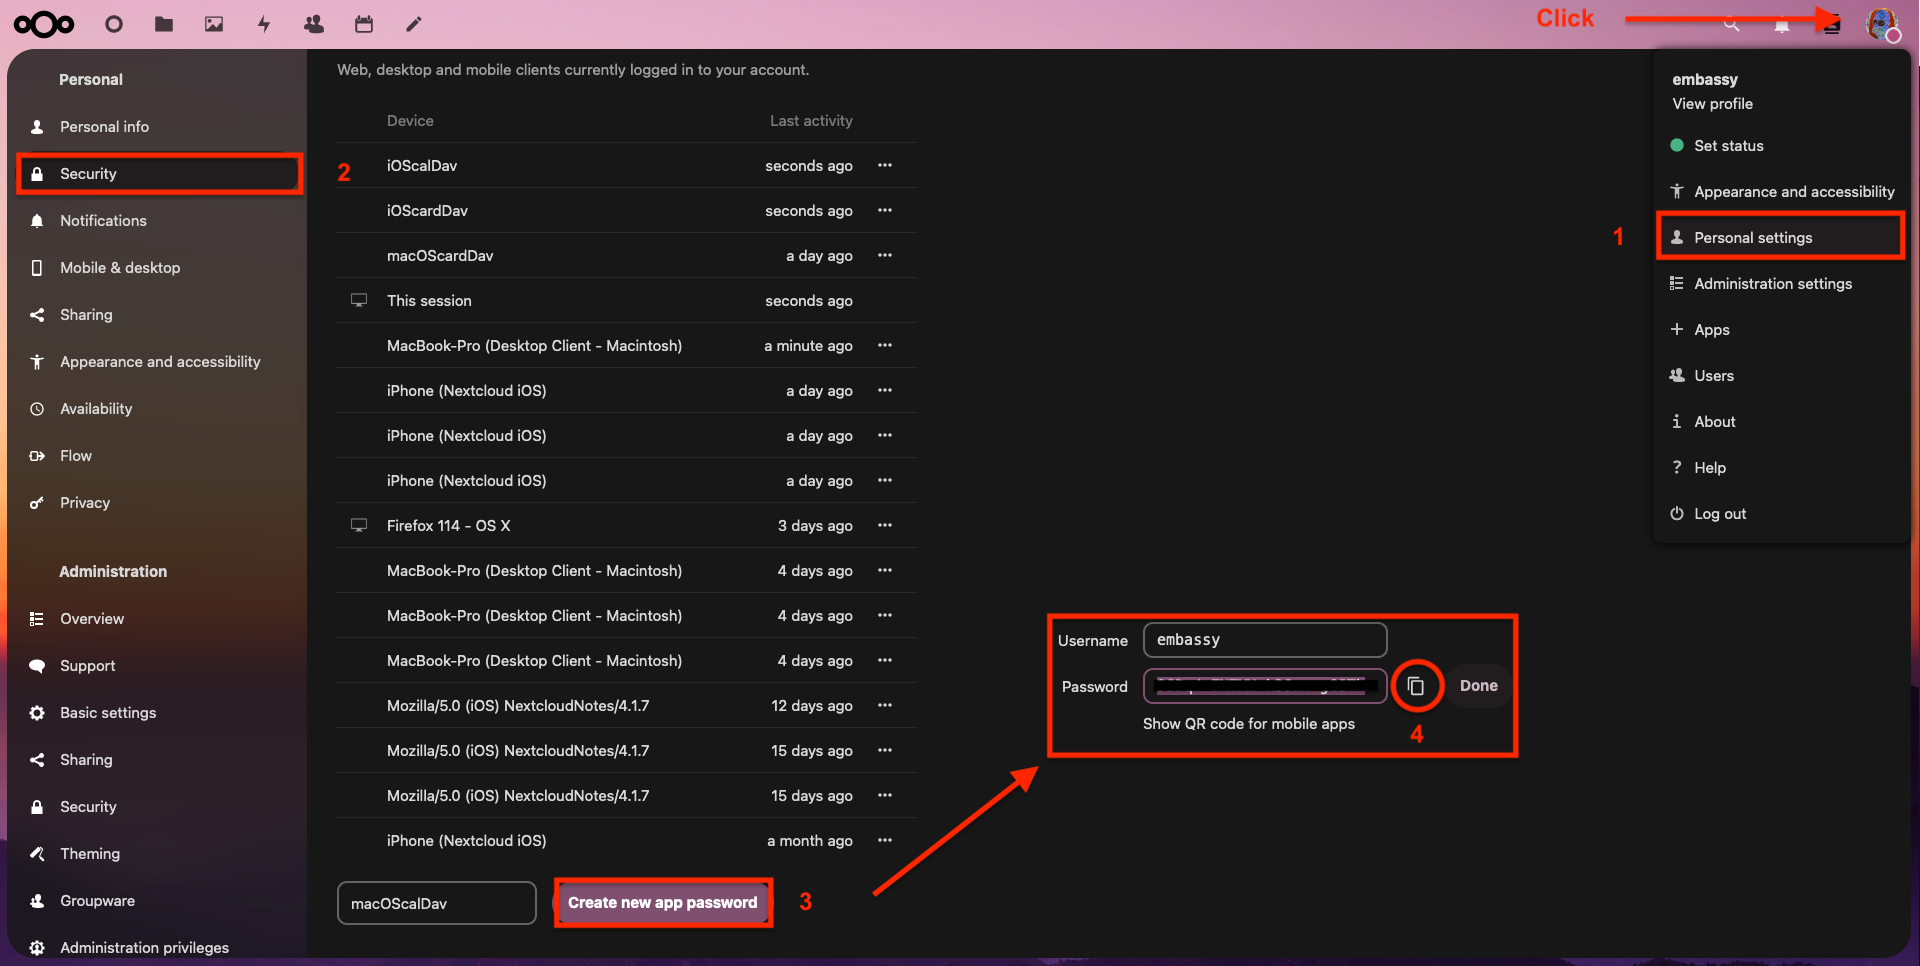 Click
Personal
Personal info
Security
Notifications
Mobile & desktop
Sharing
Appearance and accessibility
Availability
Flow
Privacy
Administration
Overview
Support
Basic settings
Sharing
Security
Theming
Groupware
Administration privileges
Web, desktop and mobile clients currently logged in to your account.
Device Last activity
2 iOScalDav seconds ago
iOScardDav seconds ago
macOScardDav a day ago
This session seconds ago
MacBook-Pro (Desktop Client - Macintosh) a minute ago
iPhone (Nextcloud iOS) a day ago
iPhone (Nextcloud iOS) a day ago
iPhone (Nextcloud iOS) a day ago
Firefox 114 - OS X 3 days ago
MacBook-Pro (Desktop Client - Macintosh) 4 days ago
MacBook-Pro (Desktop Client - Macintosh) 4 days ago
MacBook-Pro (Desktop Client - Macintosh) 4 days ago
Mozilla/5.0 (iOS) NextcloudNotes/4.1.7 12 days ago
Mozilla/5.0 (iOS) NextcloudNotes/4.1.7 15 days ago
Mozilla/5.0 (iOS) NextcloudNotes/4.1.7 15 days ago
iPhone (Nextcloud iOS) a month ago
macOScalDav Create new app password 3
Username embassy
Password Done
Show QR code for mobile apps
4
embassy
View profile
Set status
Appearance and accessibility
1 Personal settings
Administration settings
Apps
Users
About
Help
Log out